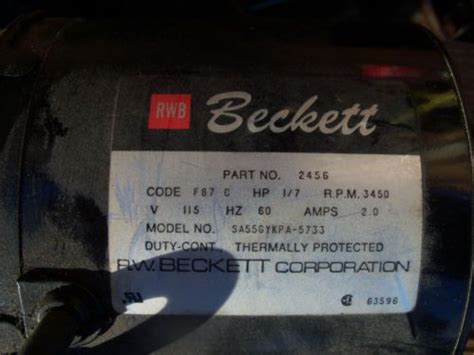 RWB Beckett
PART NO. 2456
CODE F87 C HP 1/7 R.P.M. 3450
V 115 HZ 60 AMPS 2.0
MODEL NO. SA55GYKPA-5733
DUTY-CONT. THERMALLY PROTECTED
R.W. BECKETT CORPORATION
63596